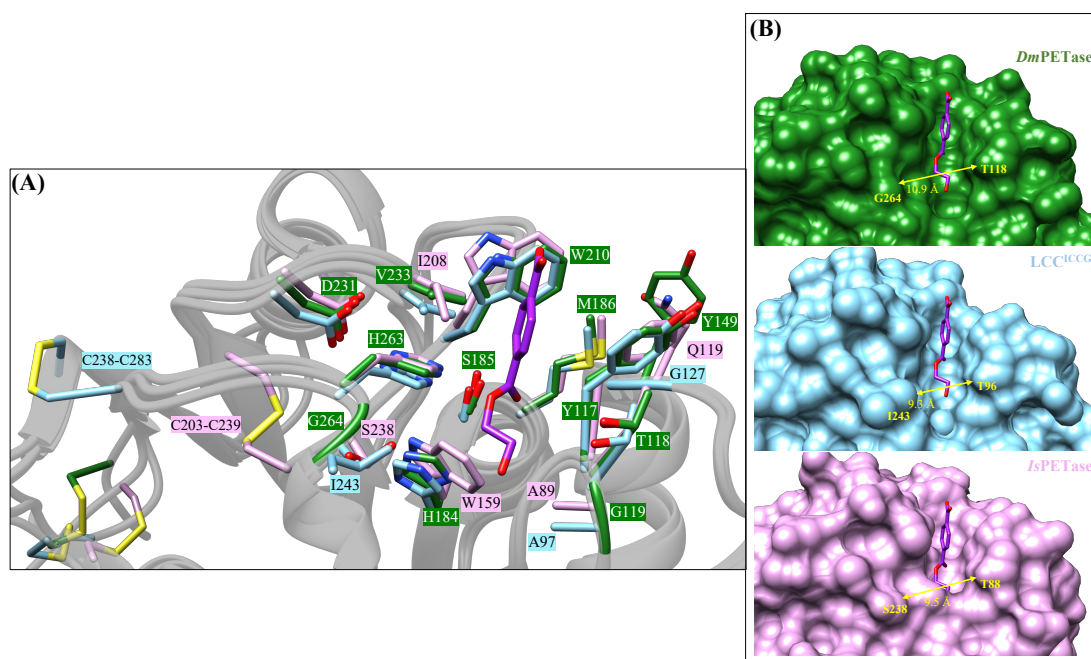 (A)
I208
W210
V233
D231
M186
Y149
C238-C283
H263
S185
Q119
G127
C203-C239
Y117
G264
S238
T118
I243
W159
A89
H184
G119
A97
(B)
DmPETase
T118
10.9 Å
G264
LCC^ICCG
T96
9.3 Å
I243
IsPETase
T88
9.5 Å
S238